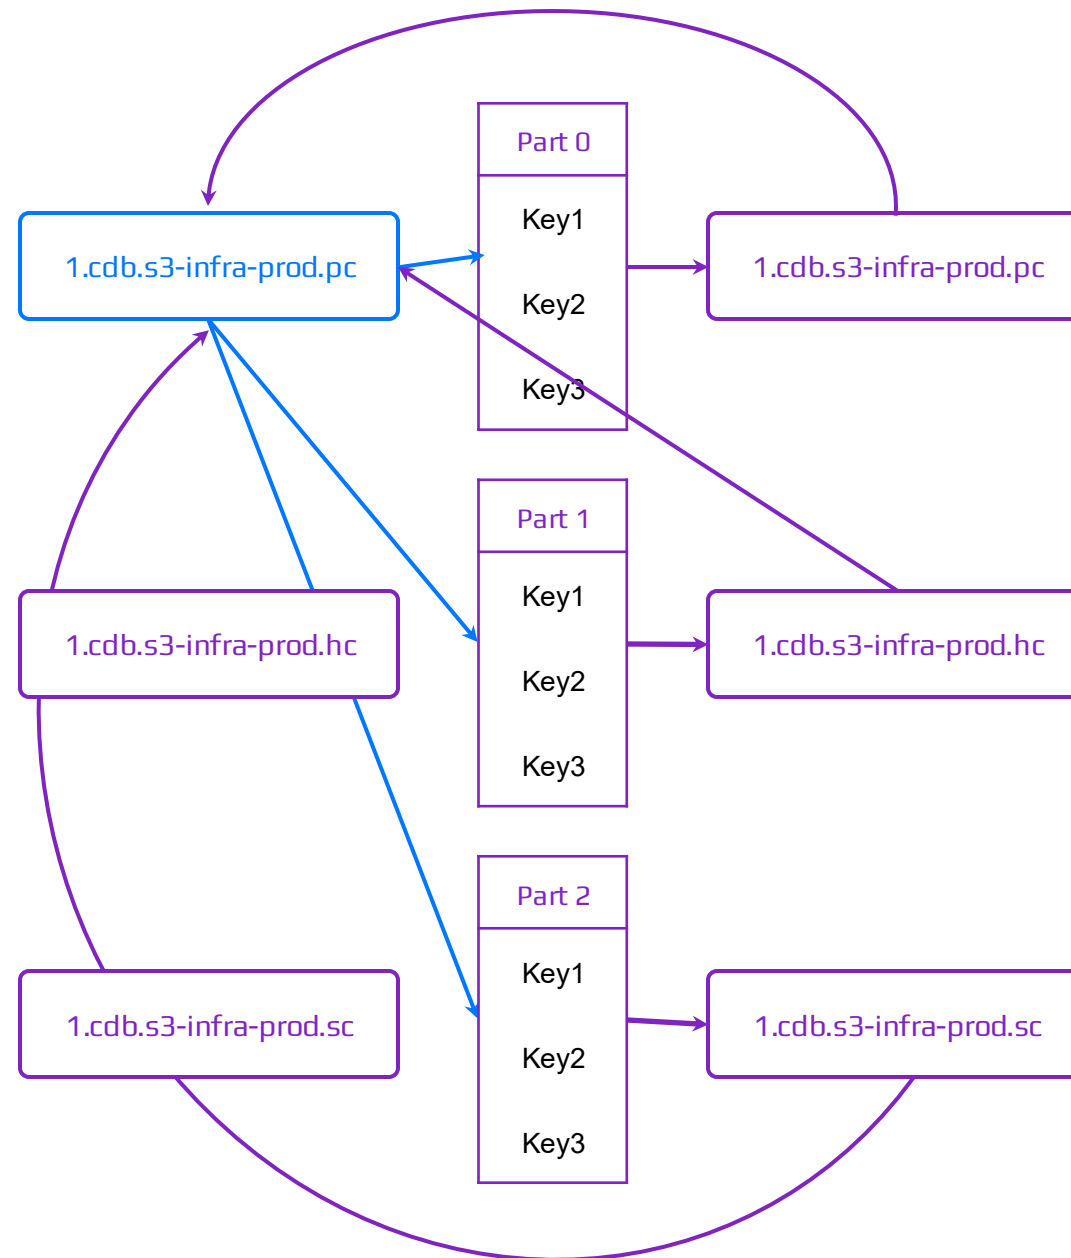 Part 0
Key1
1.cdb.s3-infra-prod.pc
1.cdb.s3-infra-prod.pc
Key2
Key3
Part 1
Key1
1.cdb.s3-infra-prod.hc
1.cdb.s3-infra-prod.hc
Key2
Key3
Part 2
Key1
1.cdb.s3-infra-prod.sc
1.cdb.s3-infra-prod.sc
Key2
Key3